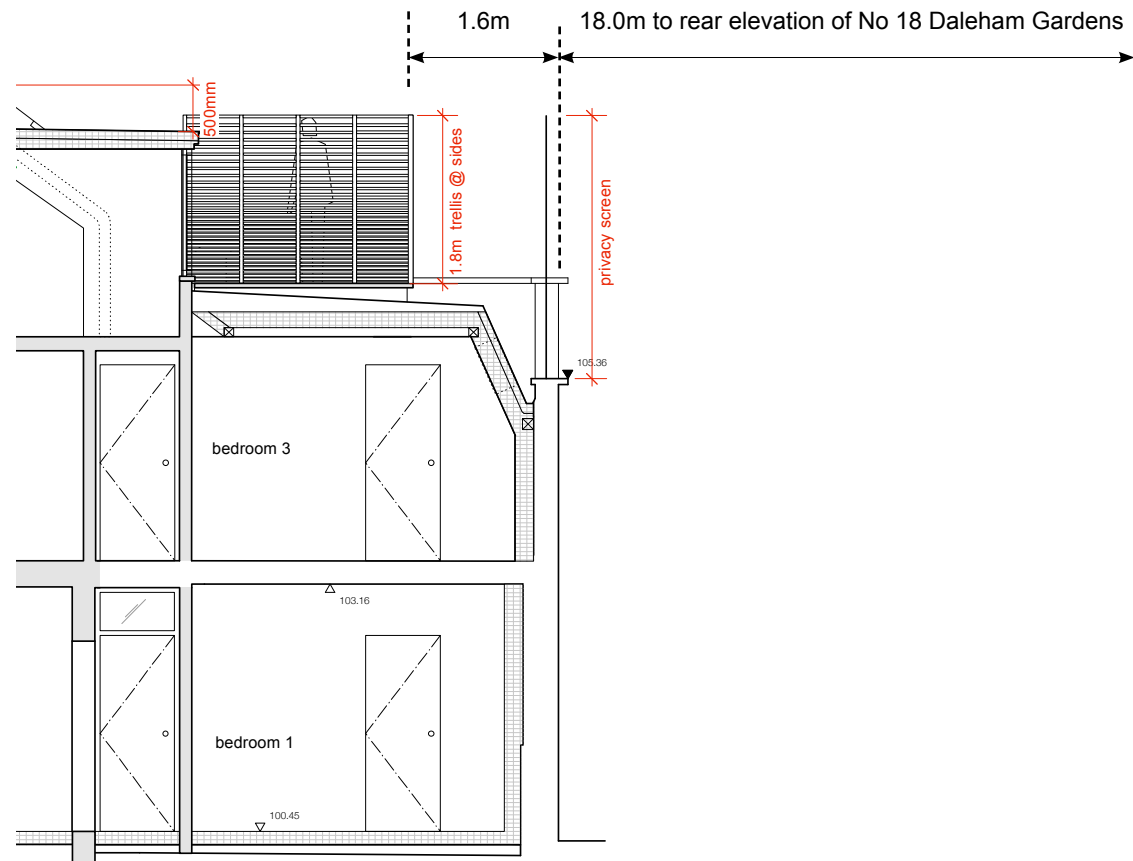 1.6m
18.0m to rear elevation of No 18 Daleham Gardens
500mm
1.8m trellis @ sides
privacy screen
105.36
bedroom 3
103.16
bedroom 1
100.45